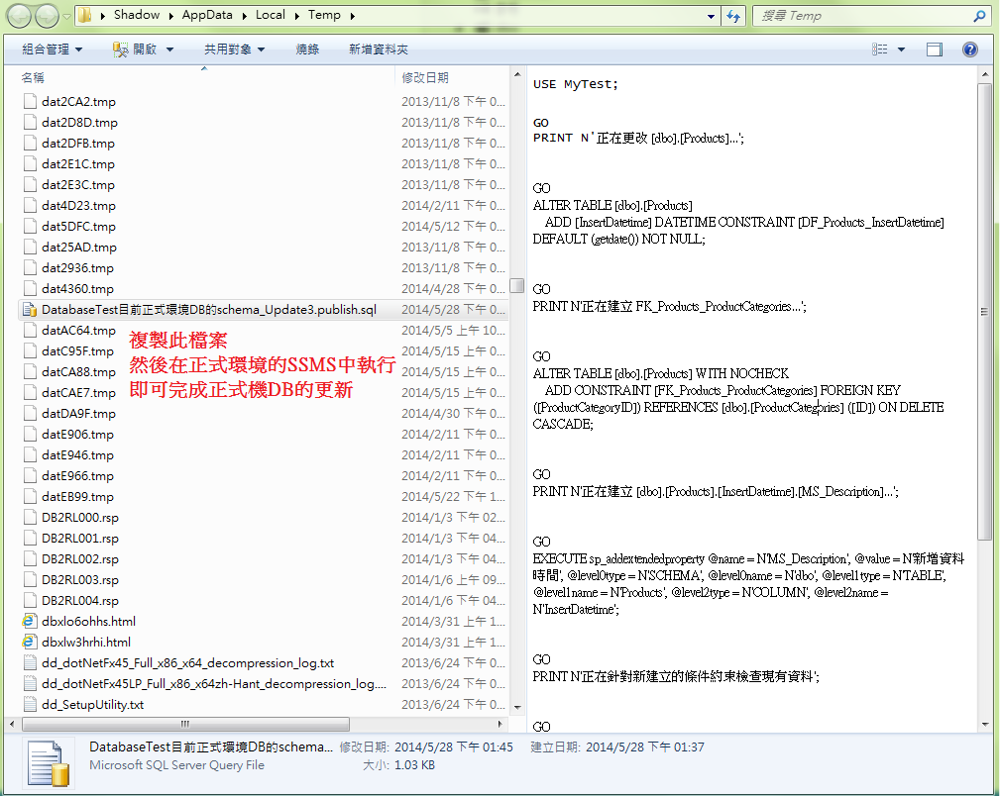 Shadow ▸ AppData ▸ Local ▸ Temp ▸
搜尋 Temp
組合管理 開啟 共用對象 燒錄 新增資料夾
名稱 修改日期
dat2CA2.tmp 2013/11/8 下午 0...
dat2D8D.tmp 2013/11/8 下午 0...
dat2DFB.tmp 2013/11/8 下午 0...
dat2E1C.tmp 2013/11/8 下午 0...
dat2E3C.tmp 2013/11/8 下午 0...
dat4D23.tmp 2014/2/11 下午 0...
dat5DFC.tmp 2014/5/12 下午 0...
dat25AD.tmp 2013/11/8 下午 0...
dat2936.tmp 2013/11/8 下午 0...
dat4360.tmp 2014/4/28 下午 0...
DatabaseTest目前正式環境DB的schema_Update3.publish.sql 2014/5/28 下午 0...
datAC64.tmp 2014/5/5 上午 10...
datC95F.tmp 2014/5/15 上午 0...
datCA88.tmp 2014/5/15 上午 0...
datCAE7.tmp 2014/5/15 上午 0...
datDA9F.tmp 2014/4/30 下午 0...
datE906.tmp 2014/2/11 下午 0...
datE946.tmp 2014/2/11 下午 0...
datE966.tmp 2014/2/11 下午 0...
datEB99.tmp 2014/5/22 下午 1...
DB2RL000.rsp 2014/1/3 下午 02...
DB2RL001.rsp 2014/1/3 下午 04...
DB2RL002.rsp 2014/1/3 下午 04...
DB2RL003.rsp 2014/1/6 上午 09...
DB2RL004.rsp 2014/1/6 下午 04...
dbxlo6ohhs.html 2014/3/31 上午 1...
dbxlw3hrhi.html 2014/3/31 上午 1...
dd_dotNetFx45_Full_x86_x64_decompression_log.txt 2013/6/24 下午 0...
dd_dotNetFx45LP_Full_x86_x64zh-Hant_decompression_log.... 2013/6/24 下午 0...
dd_SetupUtility.txt 2013/6/24 下午 0...
複製此檔案
然後在正式環境的SSMS中執行
即可完成正式機DB的更新
USE MyTest;
GO
PRINT N'正在更改 [dbo].[Products]...';
GO
ALTER TABLE [dbo].[Products]
ADD [InsertDatetime] DATETIME CONSTRAINT [DF_Products_InsertDatetime]
DEFAULT (getdate()) NOT NULL;
GO
PRINT N'正在建立 FK_Products_ProductCategories...';
GO
ALTER TABLE [dbo].[Products] WITH NOCHECK
ADD CONSTRAINT [FK_Products_ProductCategories] FOREIGN KEY
([ProductCategoryID]) REFERENCES [dbo].[ProductCategories] ([ID]) ON DELETE
CASCADE;
GO
PRINT N'正在建立 [dbo].[Products].[InsertDatetime].[MS_Description]...';
GO
EXECUTE sp_addextendedproperty @name = N'MS_Description', @value = N'新增資料
時間', @level0type = N'SCHEMA', @level0name = N'dbo', @level1type = N'TABLE',
@level1name = N'Products', @level2type = N'COLUMN', @level2name =
N'InsertDatetime';
GO
PRINT N'正在針對新建立的條件約束檢查現有資料';
GO
DatabaseTest目前正式環境DB的schema... 修改日期: 2014/5/28 下午 01:45 建立日期: 2014/5/28 下午 01:37
Microsoft SQL Server Query File 大小: 1.03 KB